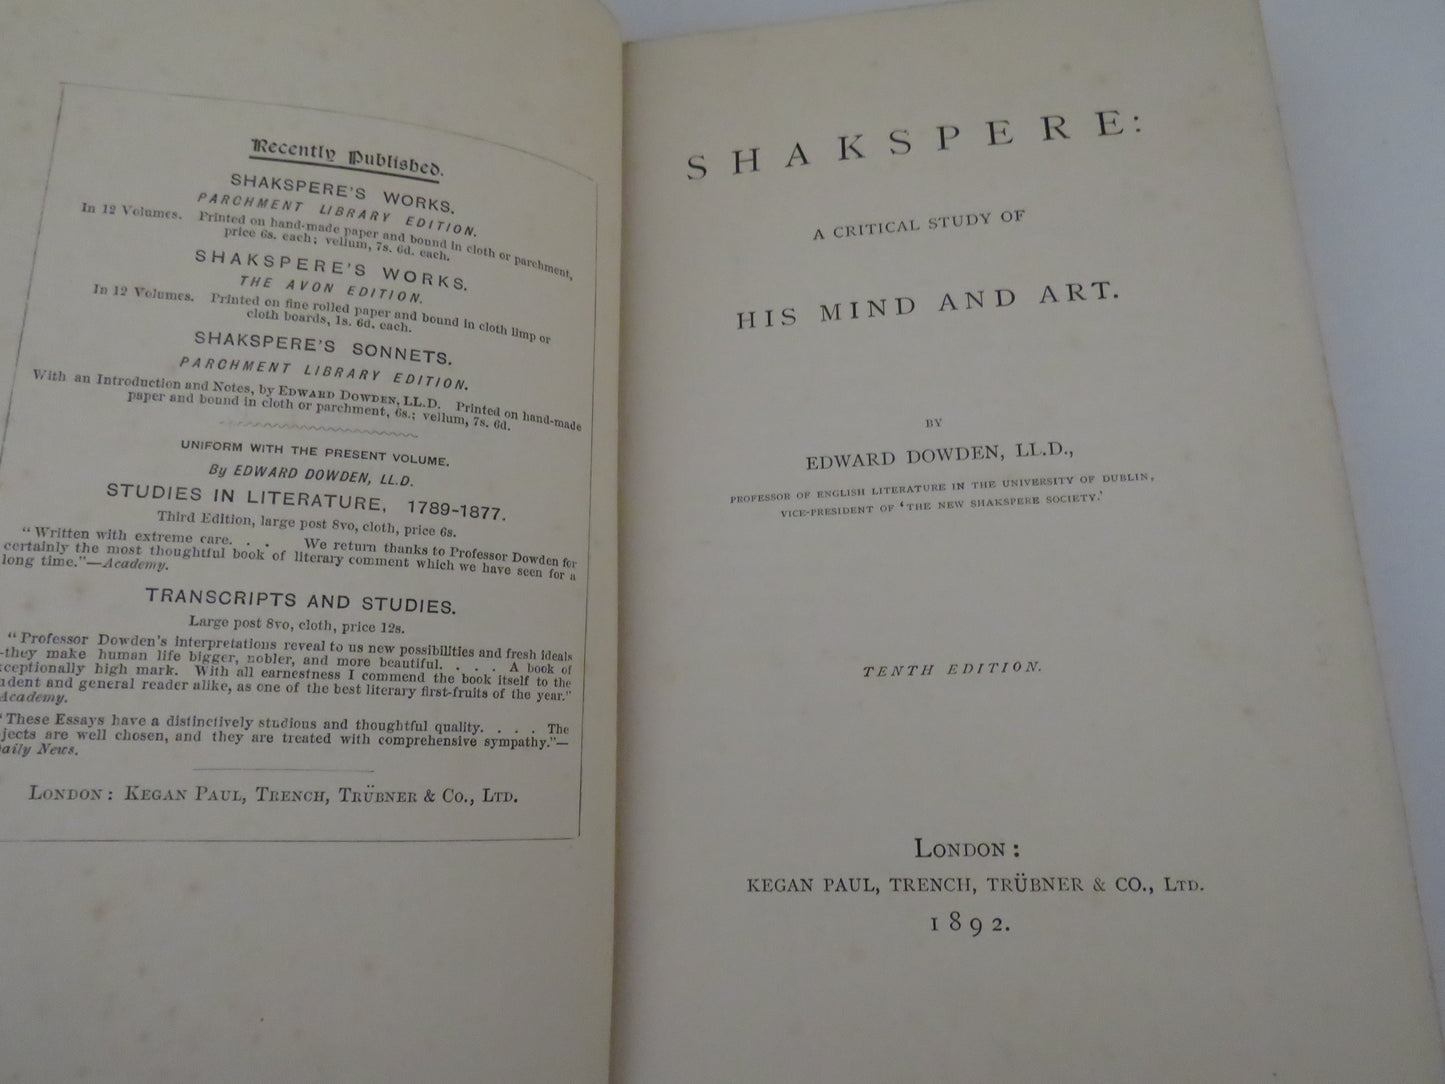 Recently Published.
SHAKSPERE'S WORKS.
PARCHMENT LIBRARY EDITION.
In 12 Volumes. Printed on hand-made paper and bound in cloth or parchment,
price 6s. each; vellum, 7s. 6d. each.
SHAKSPERE'S WORKS.
THE AVON EDITION.
In 12 Volumes. Printed on fine rolled paper and bound in cloth limp or
cloth boards, 1s. 6d. each.
SHAKSPERE'S SONNETS.
PARCHMENT LIBRARY EDITION.
With an Introduction and Notes, by EDWARD DOWDEN, LL.D. Printed on hand-made
paper and bound in cloth or parchment, 6s.; vellum, 7s. 6d.
UNIFORM WITH THE PRESENT VOLUME.
By EDWARD DOWDEN, LL.D.
STUDIES IN LITERATURE, 1789-1877.
Third Edition, large post 8vo, cloth, price 6s.
"Written with extreme care. . . We return thanks to Professor Dowden for
certainly the most thoughtful book of literary comment which we have seen for a
long time."—Academy.
TRANSCRIPTS AND STUDIES.
Large post 8vo, cloth, price 12s.
"Professor Dowden's interpretations reveal to us new possibilities and fresh ideals
—they make human life bigger, nobler, and more beautiful. . . . A book of
xceptionally high mark. With all earnestness I commend the book itself to the
udent and general reader alike, as one of the best literary first-fruits of the year."
Academy.
"These Essays have a distinctively studious and thoughtful quality. . . . The
jects are well chosen, and they are treated with comprehensive sympathy."—
aily News.
LONDON: KEGAN PAUL, TRENCH, TRÜBNER & CO., LTD.
SHAKSPERE:
A CRITICAL STUDY OF
HIS MIND AND ART.
BY
EDWARD DOWDEN, LL.D.,
PROFESSOR OF ENGLISH LITERATURE IN THE UNIVERSITY OF DUBLIN,
VICE-PRESIDENT OF 'THE NEW SHAKSPERE SOCIETY.'
TENTH EDITION.
LONDON:
KEGAN PAUL, TRENCH, TRÜBNER & CO., LTD.
1892.